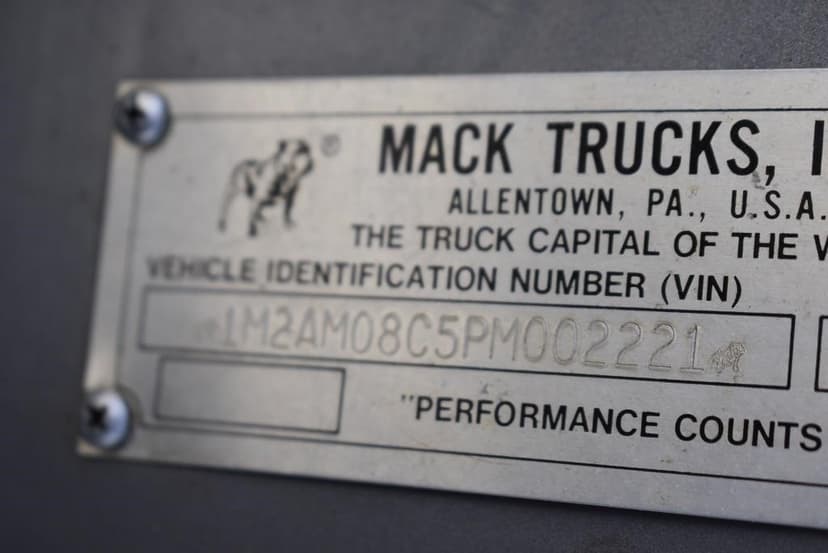 ®
MACK TRUCKS, I
ALLENTOWN, PA., U.S.A.
THE TRUCK CAPITAL OF THE W
VEHICLE IDENTIFICATION NUMBER (VIN)
1M2AM08C5PM002221
"PERFORMANCE COUNTS